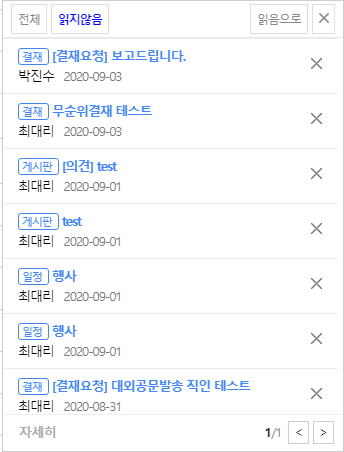 전체 읽지않음 읽음으로 ×
결재 [결재요청] 보고드립니다.
박진수 2020-09-03
결재 무순위결재 테스트
최대리 2020-09-03
게시판 [의견] test
최대리 2020-09-01
게시판 test
최대리 2020-09-01
일정 행사
최대리 2020-09-01
일정 행사
최대리 2020-09-01
결재 [결재요청] 대외공문발송 직인 테스트
최대리 2020-08-31
자세히 1/1 < >